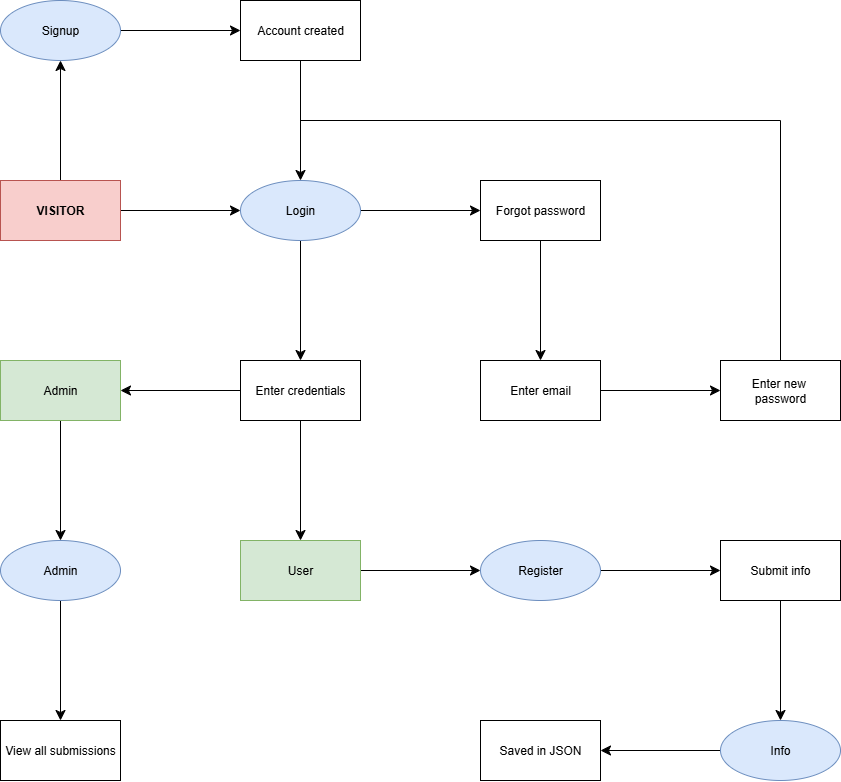 Signup
Account created
VISITOR
Login
Forgot password
Admin
Enter credentials
Enter email
Enter new
password
Admin
User
Register
Submit info
View all submissions
Saved in JSON
Info